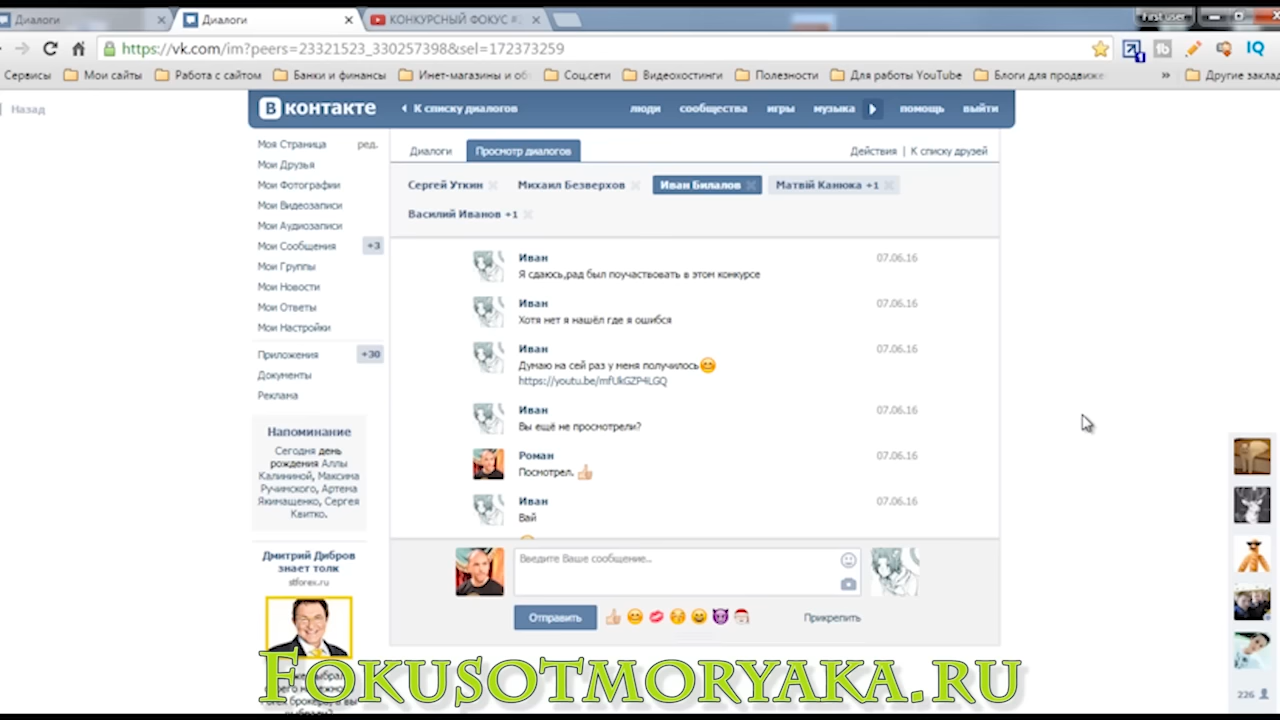 Диалоги
Диалоги
КОНКУРСНЫЙ ФОКУС #
First user
https://vk.com/im?peers=23321523_330257398&sel=172373259
Сервисы
Мои сайты
Работа с сайтом
Банки и финансы
Инет-магазины и об
Соц.сети
Видеохостинги
Полезности
Для работы YouTube
Блоги для продвиже
»
Другие заклад
Назад
В контакте
К списку диалогов
люди
сообщества
игры
музыка
помощь
выйти
Моя Страница ред.
Мои Друзья
Мои Фотографии
Мои Видеозаписи
Мои Аудиозаписи
Мои Сообщения +3
Мои Группы
Мои Новости
Мои Ответы
Мои Настройки
Приложения +30
Документы
Реклама
Напоминание
Сегодня день
рождения Аллы
Калининой, Максима
Ручинского, Артема
Якимащенко, Сергея
Квитко.
Дмитрий Дибров
знает толк
stforex.ru
Диалоги
Просмотр диалогов
Действия | К списку друзей
Сергей Уткин
Михаил Безверхов
Иван Билалов
Матвій Канюка +1
Василий Иванов +1
Иван 07.06.16
Я сдаюсь,рад был поучаствовать в этом конкурсе
Иван 07.06.16
Хотя нет я нашёл где я ошибся
Иван 07.06.16
Думаю на сей раз у меня получилось😊
https://youtu.be/mfUkGZP4LGQ
Иван 07.06.16
Вы ещё не просмотрели?
Роман 07.06.16
Посмотрел. 👍
Иван 07.06.16
Вай
Введите Ваше сообщение..
Отправить
Прикрепить
226
Fokusotmoryaka.ru